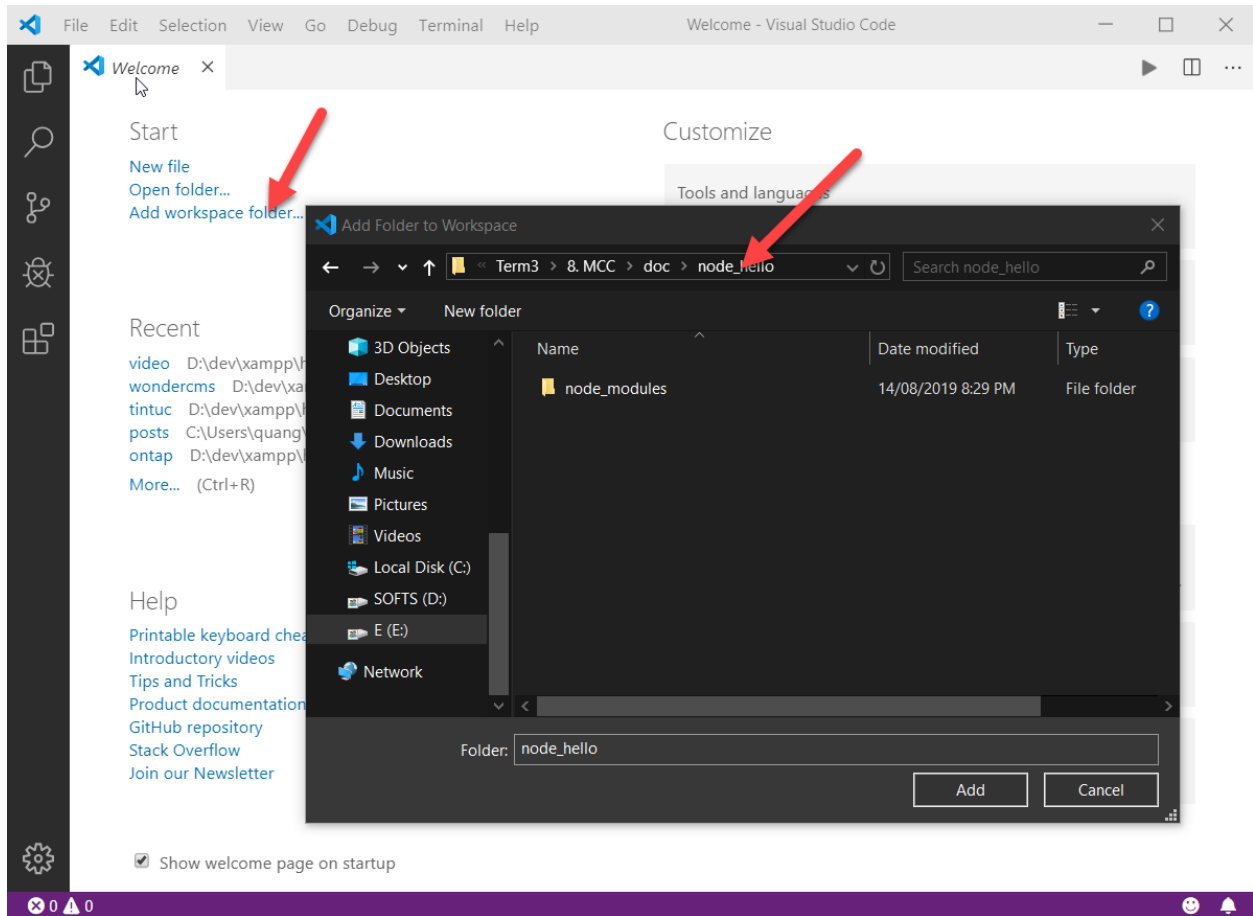 File Edit Selection View Go Debug Terminal Help Welcome - Visual Studio Code
Welcome
Start
New file
Open folder...
Add workspace folder...
Customize
Tools and languages
Recent
video D:\dev\xampp\
wondercms D:\dev\xa
tintuc D:\dev\xampp\
posts C:\Users\quang\
ontap D:\dev\xampp\
More... (Ctrl+R)
Help
Printable keyboard chea
Introductory videos
Tips and Tricks
Product documentation
GitHub repository
Stack Overflow
Join our Newsletter
Show welcome page on startup
Add Folder to Workspace
« Term3 > 8. MCC > doc > node_hello
Search node_hello
Organize New folder
3D Objects
Desktop
Documents
Downloads
Music
Pictures
Videos
Local Disk (C:)
SOFTS (D:)
E (E:)
Network
Name Date modified Type
node_modules 14/08/2019 8:29 PM File folder
Folder: node_hello
Add Cancel
0 0